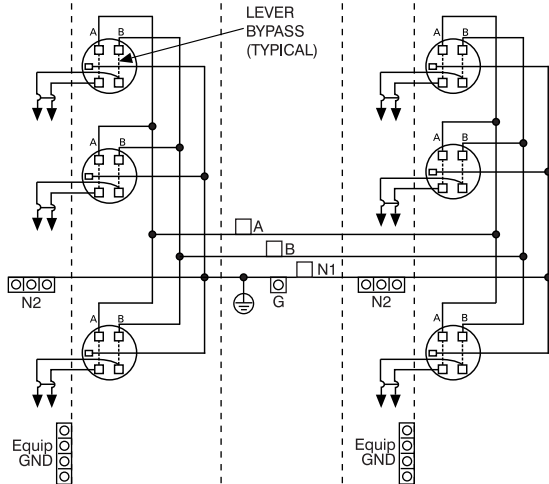 LEVER
BYPASS
(TYPICAL)
A B
A B
A B
A B
A
B
N1
N2
G
N2
A B
A B
Equip
GND
Equip
GND